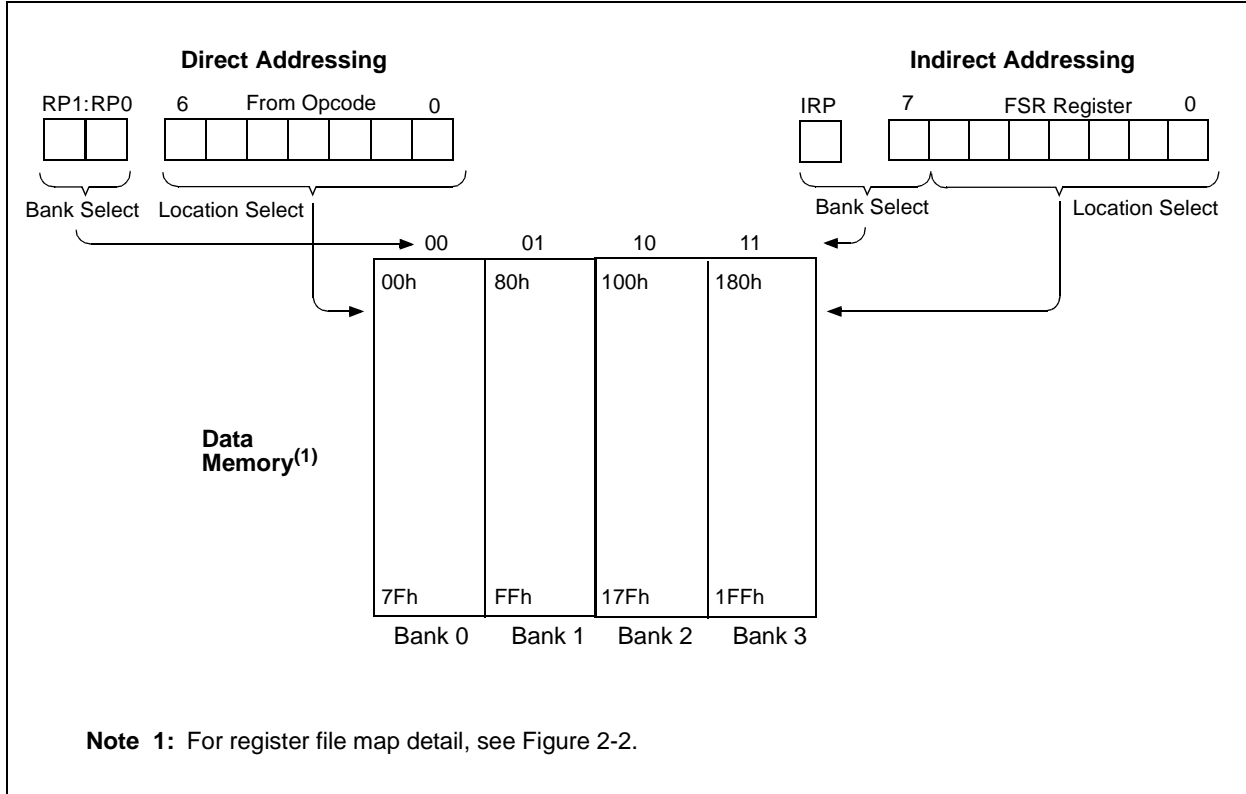 Direct Addressing
Indirect Addressing
RP1:RP0 6 From Opcode 0
IRP 7 FSR Register 0
Bank Select Location Select
Bank Select Location Select
00 01 10 11
00h 80h 100h 180h
Data
Memory(1)
7Fh FFh 17Fh 1FFh
Bank 0 Bank 1 Bank 2 Bank 3
Note 1: For register file map detail, see Figure 2-2.